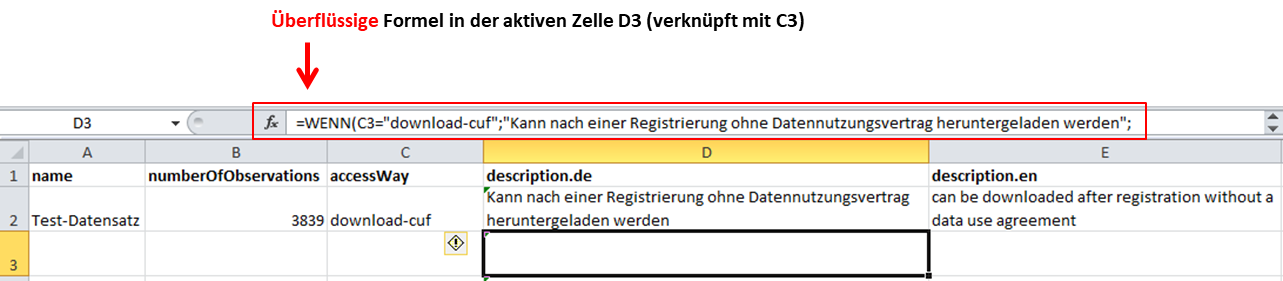 Überflüssige Formel in der aktiven Zelle D3 (verknüpft mit C3)
D3 fx =WENN(C3="download-cuf";"Kann nach einer Registrierung ohne Datennutzungsvertrag heruntergeladen werden";
A B C D E
1 name numberOfObservations accessWay description.de description.en
Kann nach einer Registrierung ohne Datennutzungsvertrag can be downloaded after registration without a
2 Test-Datensatz 3839 download-cuf heruntergeladen werden data use agreement
3